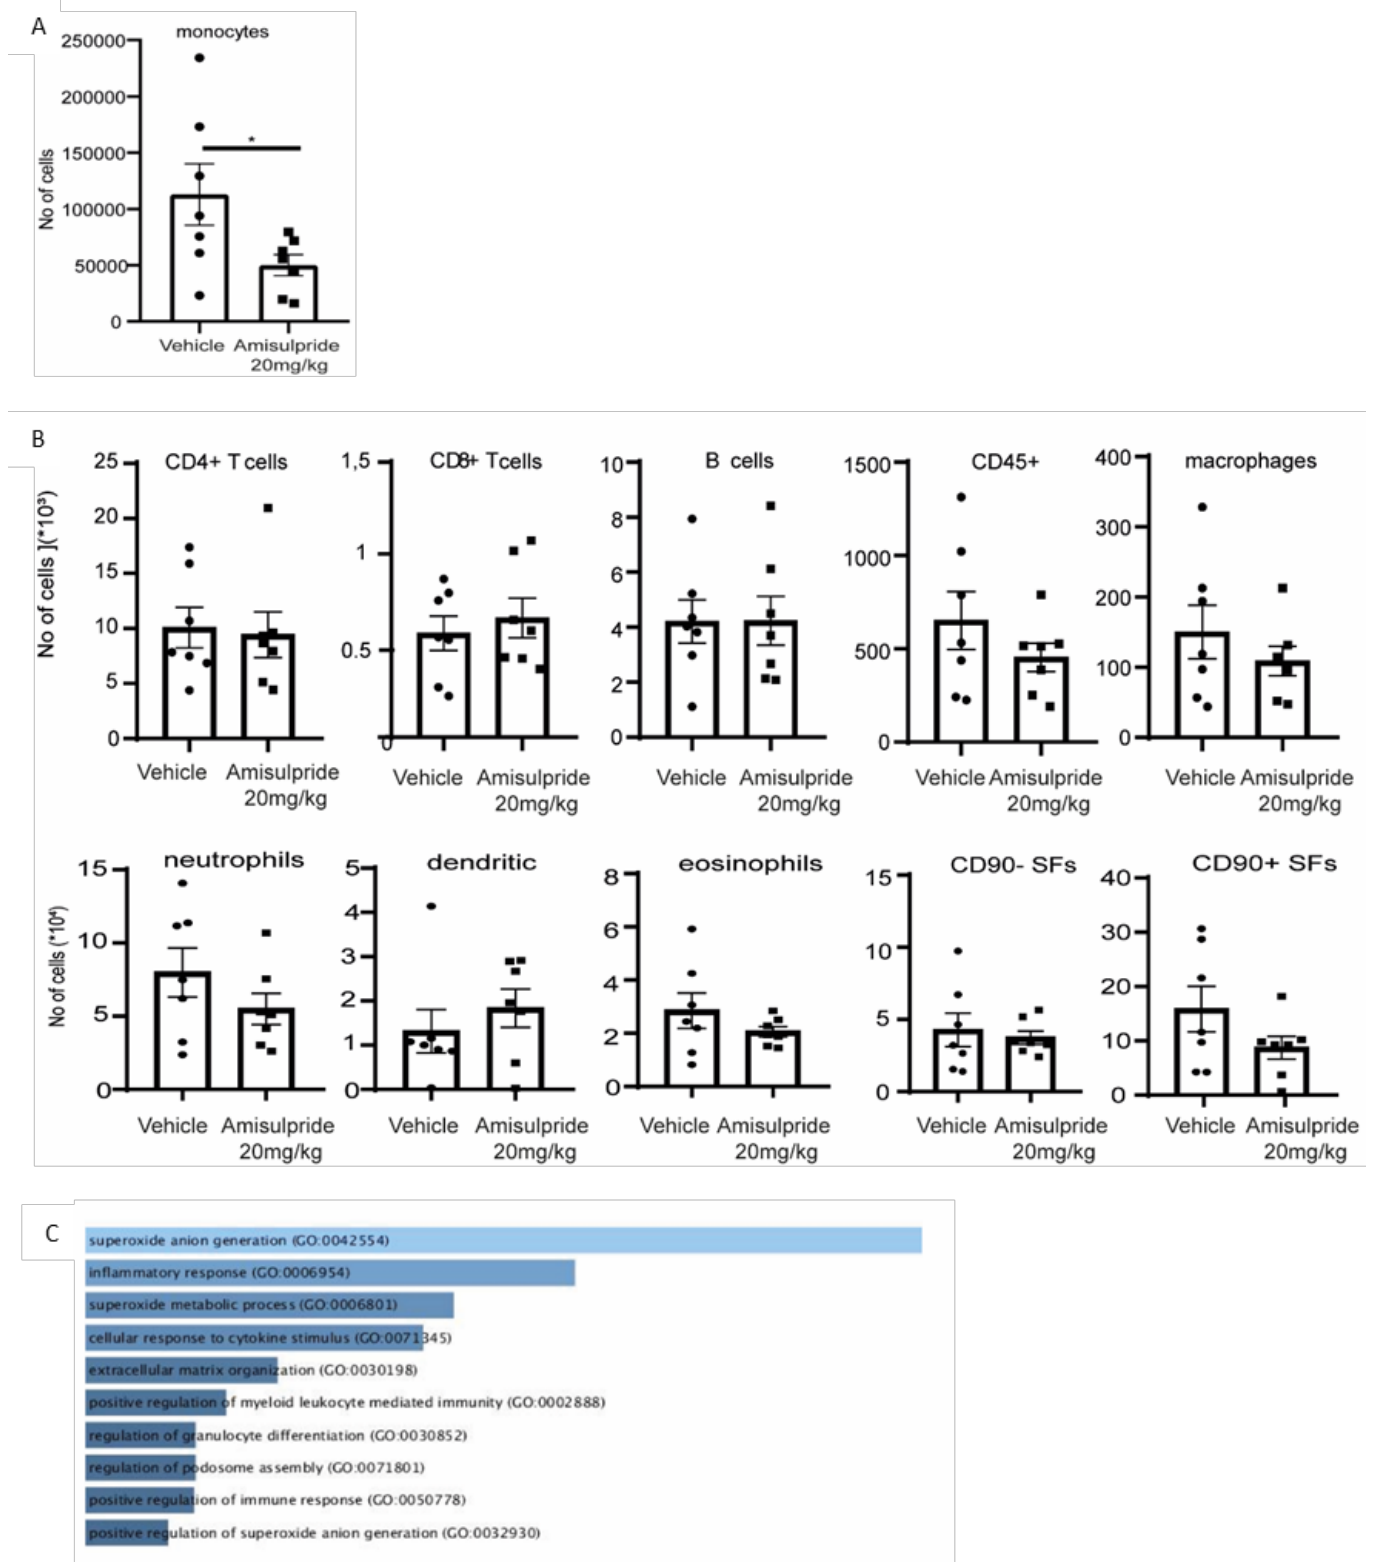 A
monocytes
250000
200000
150000
100000
50000
0
No of cells
*
Vehicle Amisulpride
20mg/kg
B
No of cells ](*10³)
CD4+ T cells
25
20
15
10
5
0
Vehicle Amisulpride
20mg/kg
CD8+ Tcells
1,5
1
0.5
0
Vehicle Amisulpride
20mg/kg
B cells
10
8
6
4
2
0
Vehicle Amisulpride
20mg/kg
CD45+
1500
1000
500
0
Vehicle Amisulpride
20mg/kg
macrophages
400
300
200
100
0
Vehicle Amisulpride
20mg/kg
No of cells (*10⁴)
neutrophils
15
10
5
0
Vehicle Amisulpride
20mg/kg
dendritic
5
4
3
2
1
0
Vehicle Amisulpride
20mg/kg
eosinophils
8
6
4
2
0
Vehicle Amisulpride
20mg/kg
CD90- SFs
15
10
5
0
Vehicle Amisulpride
20mg/kg
CD90+ SFs
40
30
20
10
0
Vehicle Amisulpride
20mg/kg
C
superoxide anion generation (GO:0042554)
inflammatory response (GO:0006954)
superoxide metabolic process (GO:0006801)
cellular response to cytokine stimulus (GO:0071345)
extracellular matrix organization (GO:0030198)
positive regulation of myeloid leukocyte mediated immunity (GO:0002888)
regulation of granulocyte differentiation (GO:0030852)
regulation of podosome assembly (GO:0071801)
positive regulation of immune response (GO:0050778)
positive regulation of superoxide anion generation (GO:0032930)